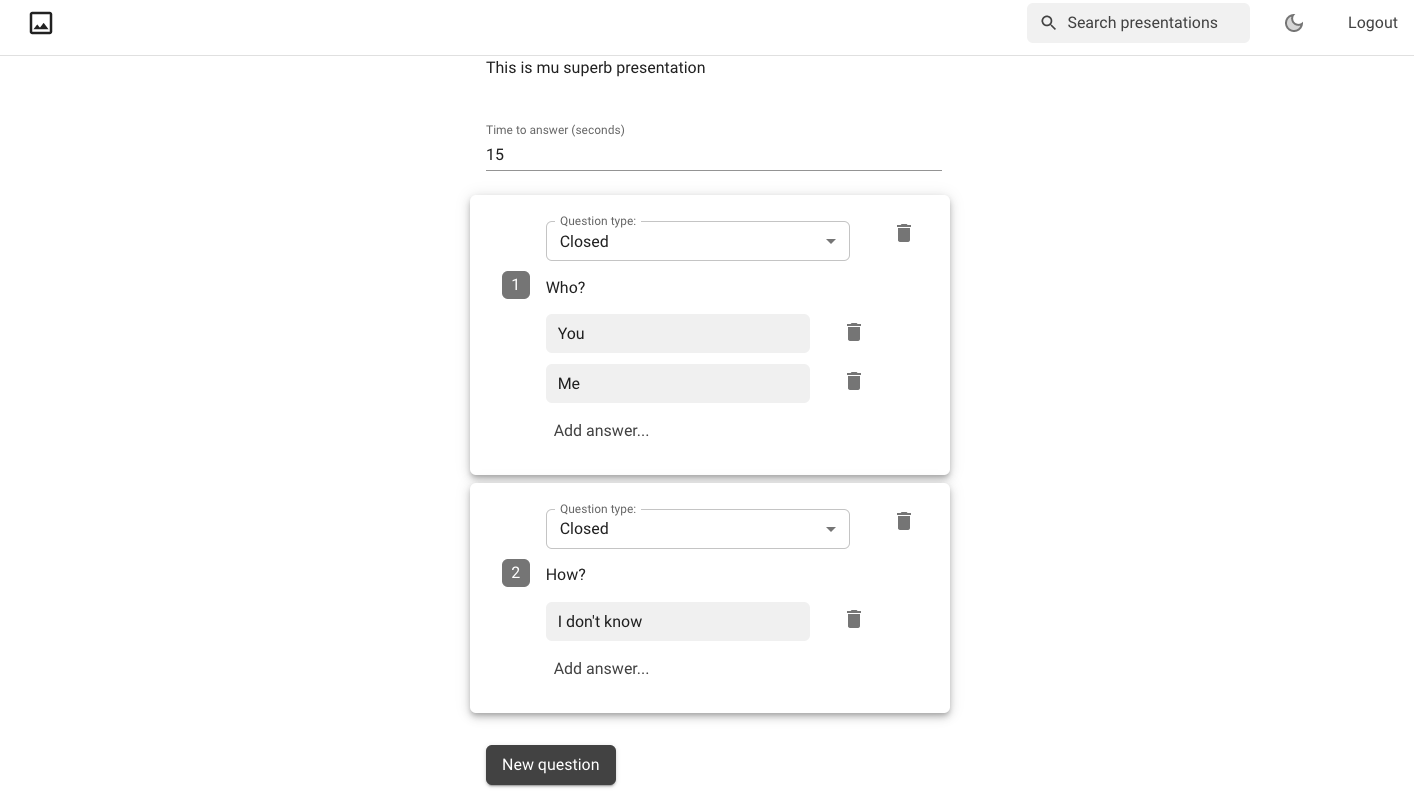 Search presentations
Logout
This is mu superb presentation
Time to answer (seconds)
15
Question type:
Closed
1
Who?
You
Me
Add answer...
Question type:
Closed
2
How?
I don't know
Add answer...
New question